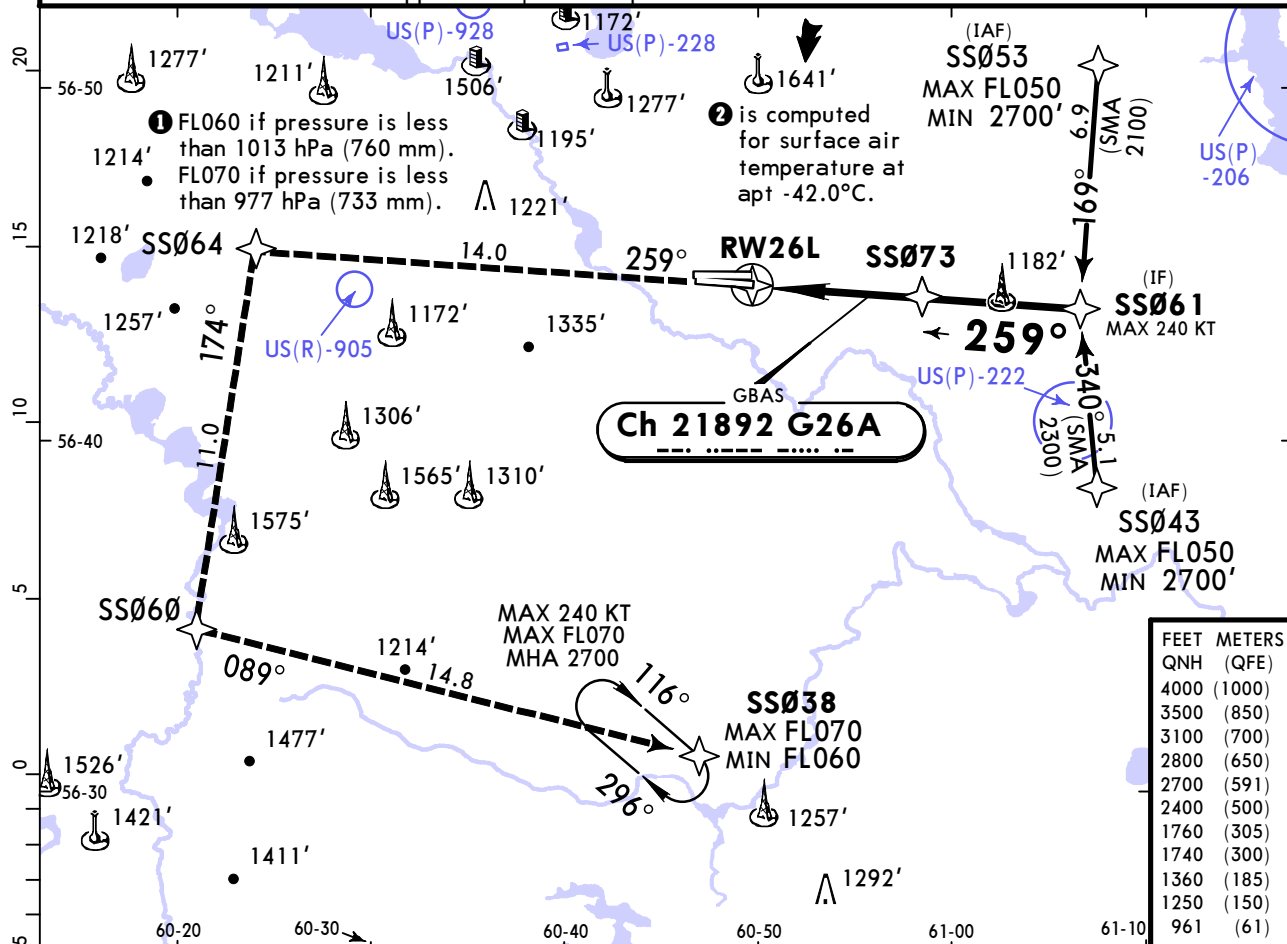 20
15
10
5
0
5
56-50
56-40
56-30
60-20
60-30
60-40
60-50
61-00
61-10
1277'
1211'
US(P)-928
1506'
1172'
US(P)-228
1277'
1195'
1641'
1221'
❶ FL060 if pressure is less
than 1013 hPa (760 mm).
FL070 if pressure is less
than 977 hPa (733 mm).
❷ is computed
for surface air
temperature at
apt -42.0°C.
(IAF)
SSØ53
MAX FL050
MIN 2700'
6.9
(SMA
2100)
169°
US(P)
-206
1214'
1218'
SSØ64
14.0
259°
RW26L
SSØ73
1182'
(IF)
SSØ61
MAX 240 KT
259°
1257'
174°
US(R)-905
1172'
1335'
US(P)-222
340°
5.1
(SMA
2300)
GBAS
Ch 21892 G26A
11.0
1306'
1565'
1310'
1575'
(IAF)
SSØ43
MAX FL050
MIN 2700'
SSØ60
089°
1214'
14.8
MAX 240 KT
MAX FL070
MHA 2700
116°
296°
SSØ38
MAX FL070
MIN FL060
1477'
1526'
1421'
1411'
1257'
1292'
FEET METERS
QNH (QFE)
4000 (1000)
3500 (850)
3100 (700)
2800 (650)
2700 (591)
2400 (500)
1760 (305)
1740 (300)
1360 (185)
1250 (150)
961 (61)